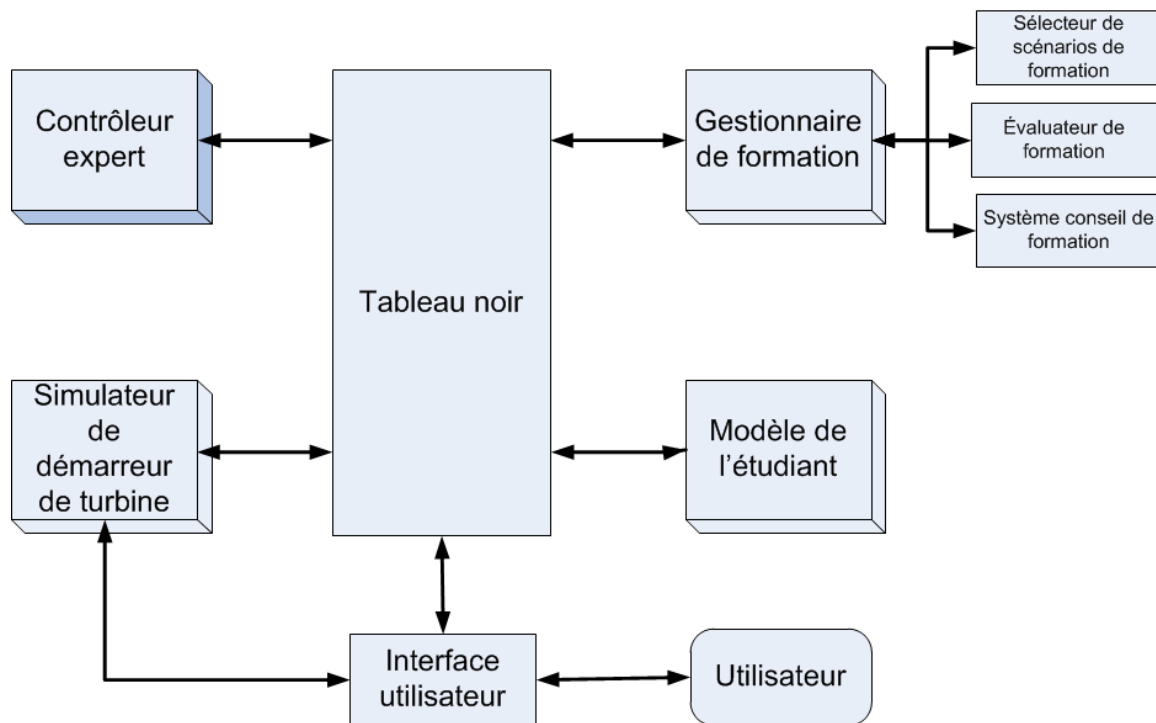 Sélecteur de
scénarios de
formation
Contrôleur
expert
Gestionnaire
de formation
Évaluateur de
formation
Système conseil de
formation
Tableau noir
Simulateur
de
démarreur
de turbine
Modèle de
l'étudiant
Interface
utilisateur
Utilisateur